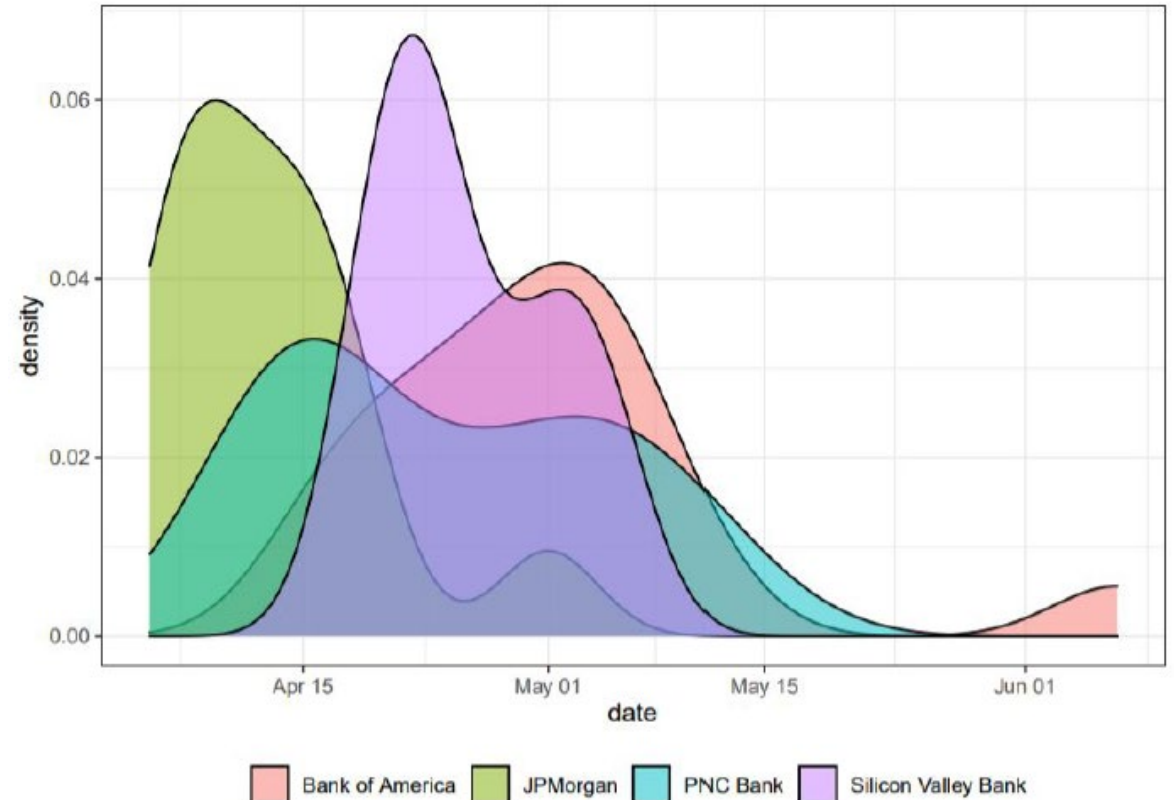 0.06
0.04
0.02
0.00
density
Apr 15 May 01 May 15 Jun 01
date
Bank of America JPMorgan PNC Bank Silicon Valley Bank